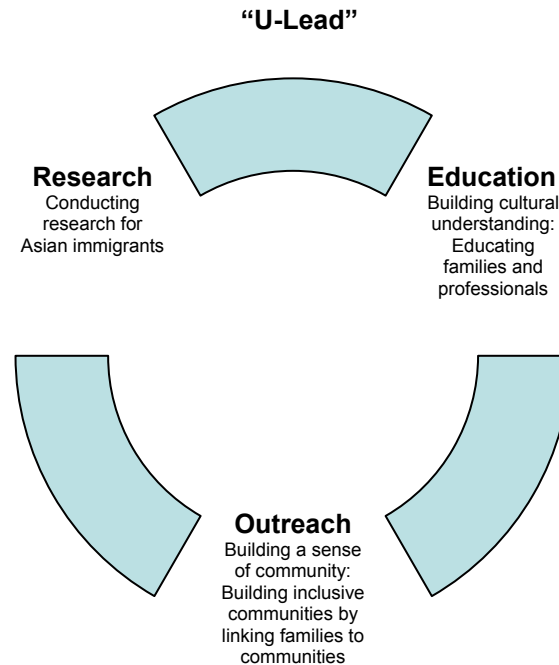 “U-Lead”
Research
Conducting
research for
Asian immigrants
Education
Building cultural
understanding:
Educating
families and
professionals
Outreach
Building a sense
of community:
Building inclusive
communities by
linking families to
communities